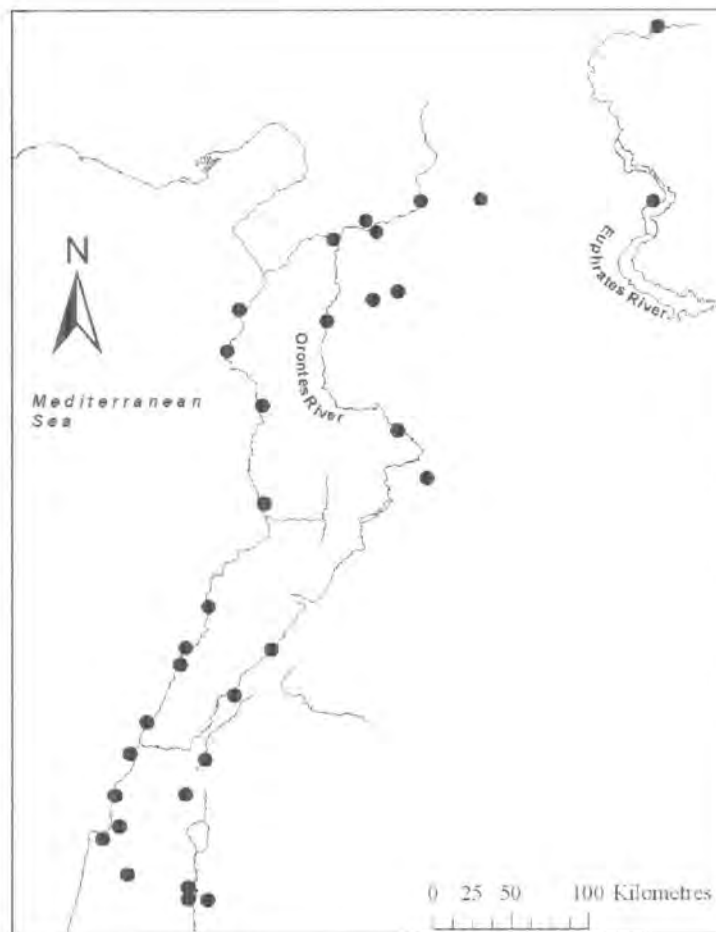 N
Euphrates River
Orontes River
Mediterranean
Sea
0 25 50 100 Kilometres